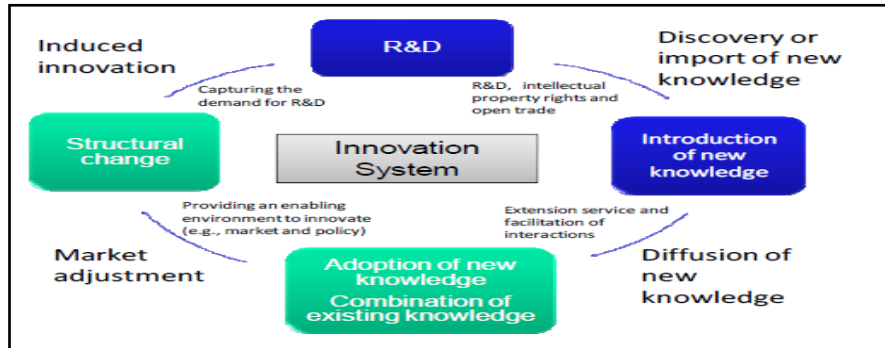 Induced
innovation
R&D
Discovery or
import of new
knowledge
Capturing the
demand for R&D
R&D, intellectual
property rights and
open trade
Structural
change
Innovation
System
Introduction
of new
knowledge
Providing an enabling
environment to innovate
(e.g., market and policy)
Extension service and
facilitation of
interactions
Market
adjustment
Adoption of new
knowledge
Combination of
existing knowledge
Diffusion of
new
knowledge